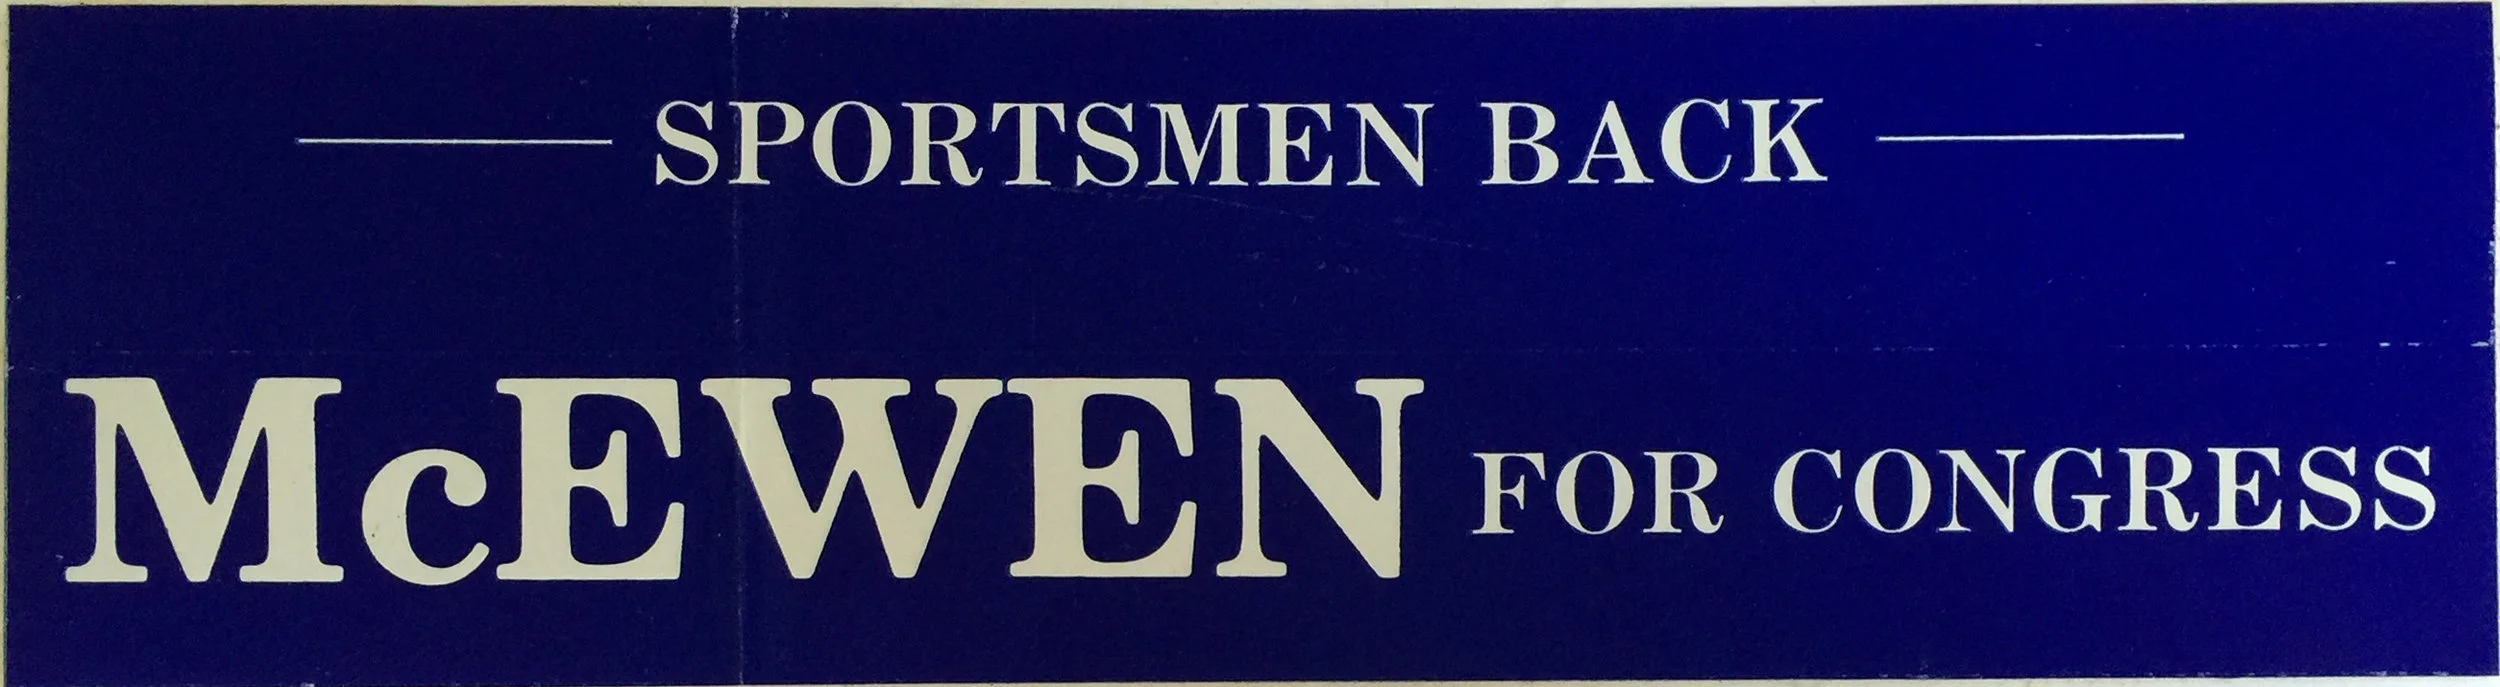 SPORTSMEN BACK
McEWEN FOR CONGRESS